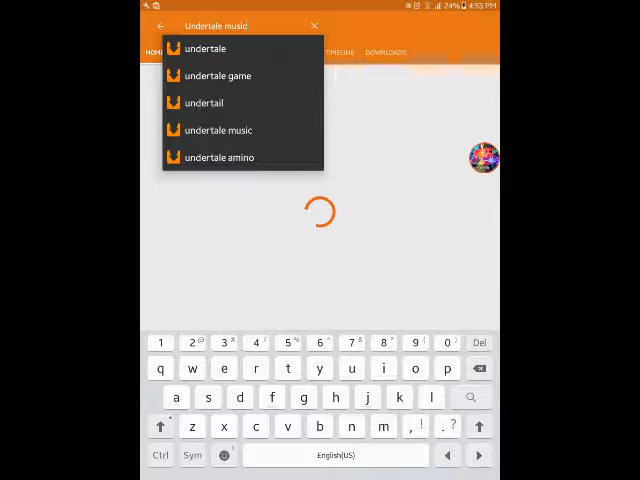 24% 4:53 PM
Undertale music
HOME TIMELINE DOWNLOADS
undertale
undertale game
undertail
undertale music
undertale amino
1 2 @ 3 # 4 / 5 % 6 ^ 7 & 8 * 9 ( 0 ) Del
q w e r t y u i o p
a s d f g h j k l
z x c v b n m , ! . ?
Ctrl Sym English(US)